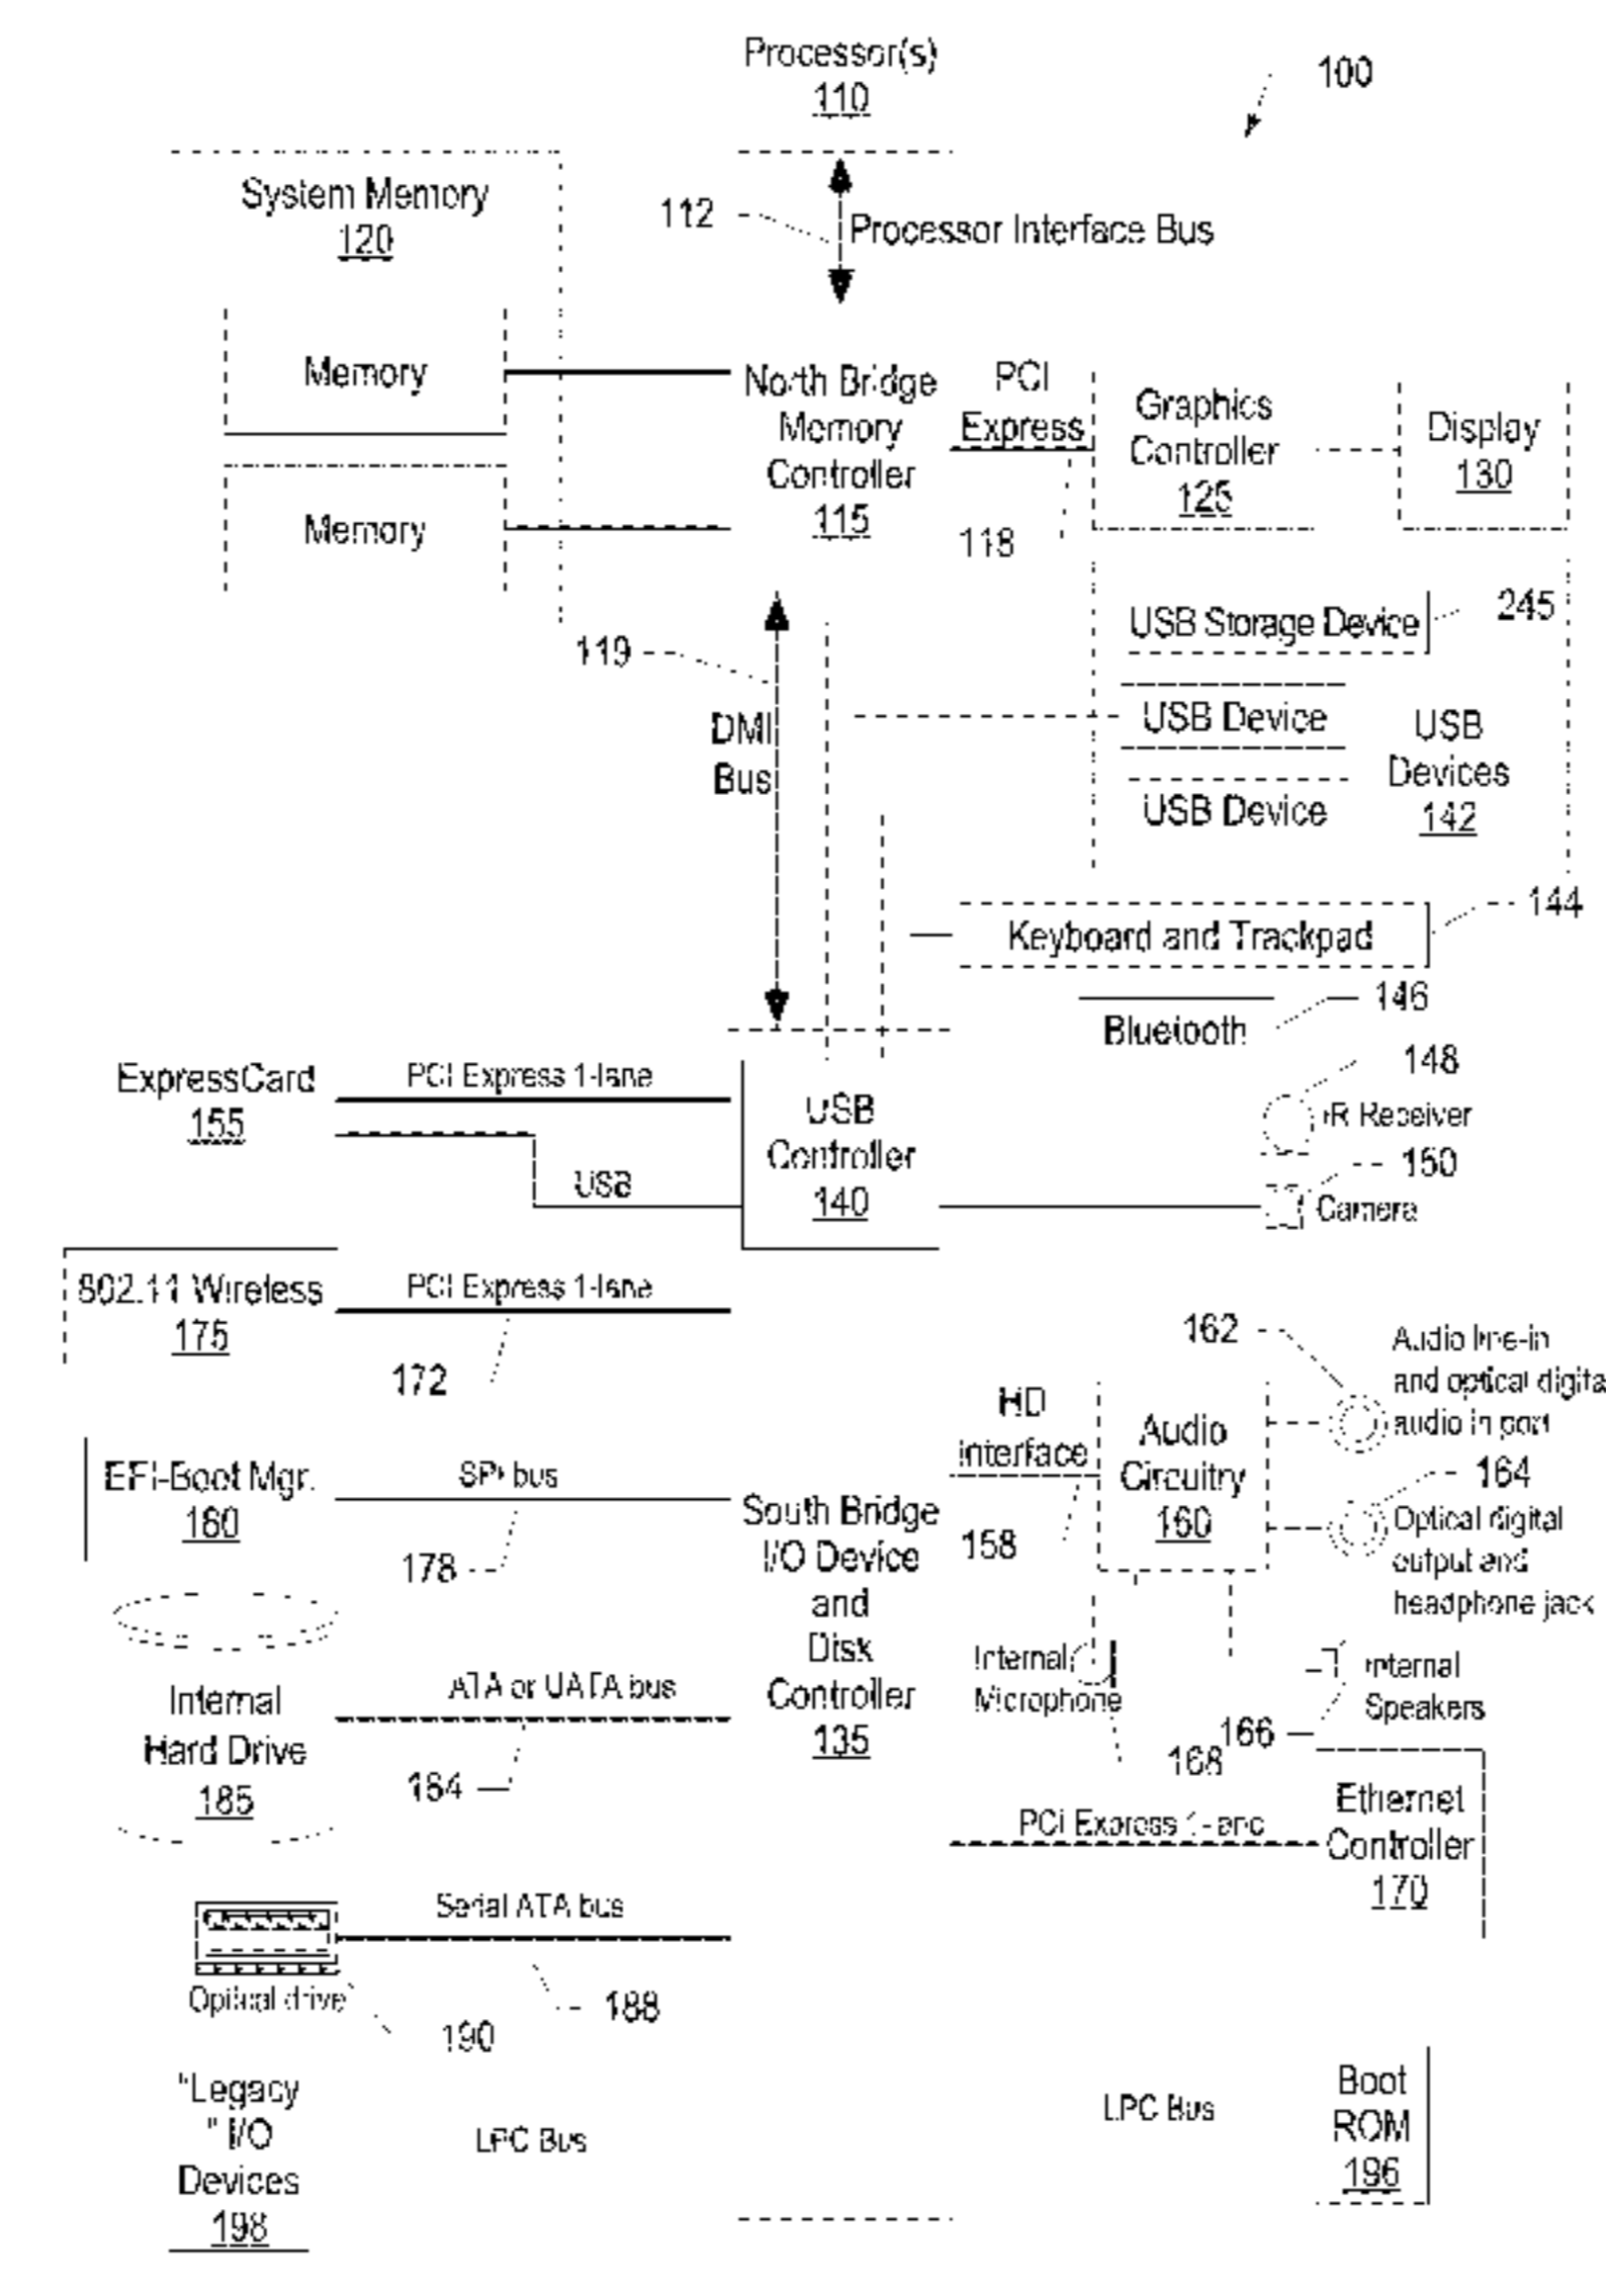 Processor(s)
110
100
System Memory
120
112
Processor Interface Bus
Memory
Memory
North Bridge
Memory
Controller
115
PCI
Express
118
Graphics
Controller
125
Display
130
119
DMI
Bus
USB Storage Device
245
USB Device
USB Device
USB
Devices
142
Keyboard and Trackpad
144
Bluetooth
146
148
IR Receiver
150
Camera
ExpressCard
155
PCI Express 1-lane
USB
USB
Controller
140
802.11 Wireless
175
PCI Express 1-lane
172
EFI-Boot Mgr.
180
SPI bus
178
South Bridge
I/O Device
and
Disk
Controller
135
HD
Interface
158
Audio
Circuitry
160
162
Audio line-in
and optical digita
audio in port
164
Optical digital
output and
headphone jack
Internal
Microphone
168
166
Internal
Speakers
Internal
Hard Drive
185
ATA or UATA bus
184
PCI Express 1-lane
Ethernet
Controller
170
Serial ATA bus
188
Optical drive
190
"Legacy
" I/O
Devices
198
LPC Bus
LPC Bus
Boot
ROM
196